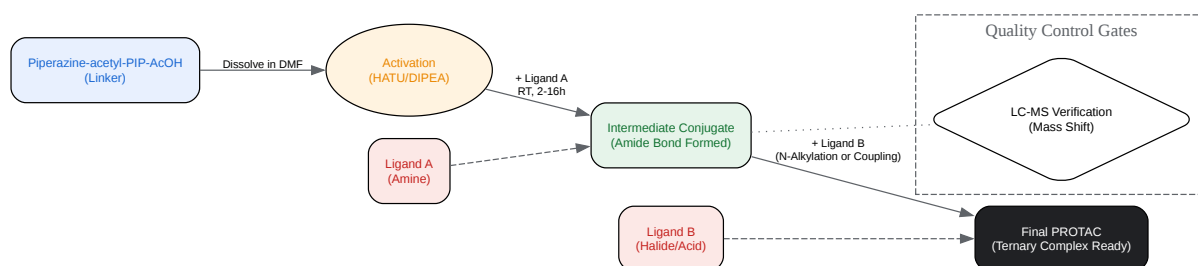 Piperazine-acetyl-PIP-AcOH
(Linker)
Dissolve in DMF
Activation
(HATU/DIPEA)
+ Ligand A
RT, 2-16h
Ligand A
(Amine)
Intermediate Conjugate
(Amide Bond Formed)
+ Ligand B
(N-Alkylation or Coupling)
Quality Control Gates
LC-MS Verification
(Mass Shift)
Ligand B
(Halide/Acid)
Final PROTAC
(Ternary Complex Ready)